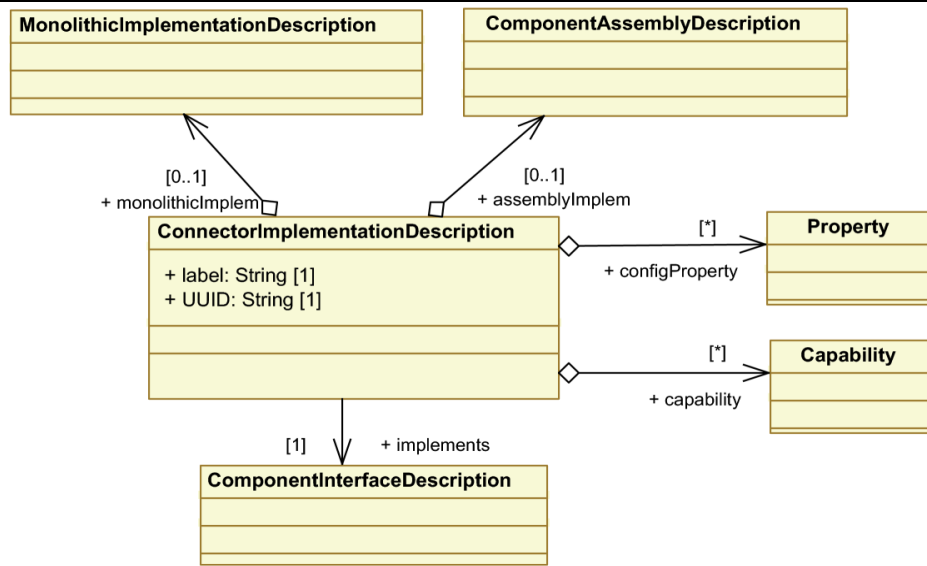 MonolithicImplementationDescription
ComponentAssemblyDescription
[0..1]
+ monolithicImplem
[0..1]
+ assemblyImplem
ConnectorImplementationDescription
+ label: String [1]
+ UUID: String [1]
[*]
+ configProperty
Property
[*]
+ capability
Capability
[1]
+ implements
ComponentInterfaceDescription